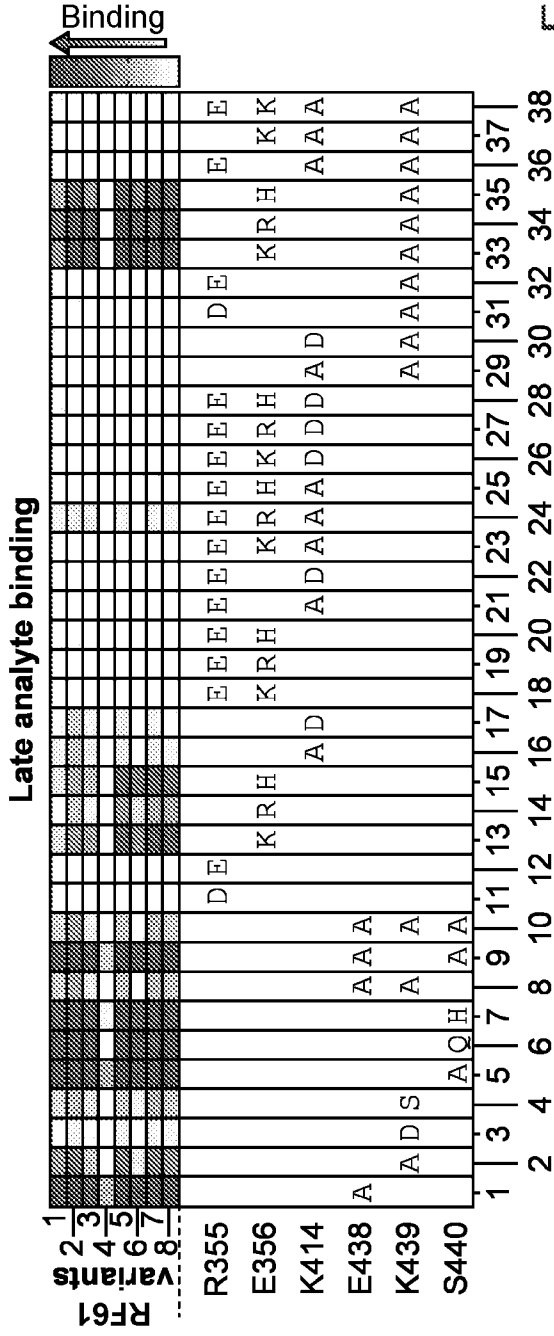 Late analyte binding
Binding
RF61
variants
1
2
3
4
5
6
7
8
R355 D E E E E E E E E E E E E D E E E
E356 K R H K R H K R H K R H K R H K K
K414 A D A D A A A D D D A D A A A
E438 A A A A
K439 A D S A A A A A A A A A A A A
S440 A Q H A A
1 3 5 7 9 11 13 15 17 19 21 23 25 27 29 31 33 35 37
2 4 6 8 10 12 14 16 18 20 22 24 26 28 30 32 34 36 38